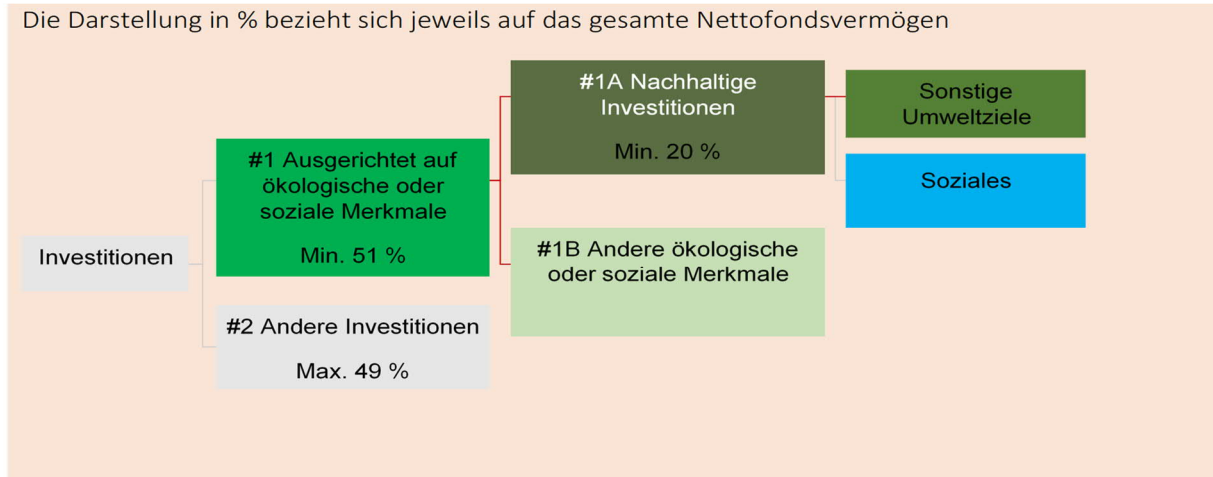 Die Darstellung in % bezieht sich jeweils auf das gesamte Nettofondsvermögen
Investitionen
#1 Ausgerichtet auf
ökologische oder
soziale Merkmale
Min. 51 %
#2 Andere Investitionen
Max. 49 %
#1A Nachhaltige
Investitionen
Min. 20 %
#1B Andere ökologische
oder soziale Merkmale
Sonstige
Umweltziele
Soziales